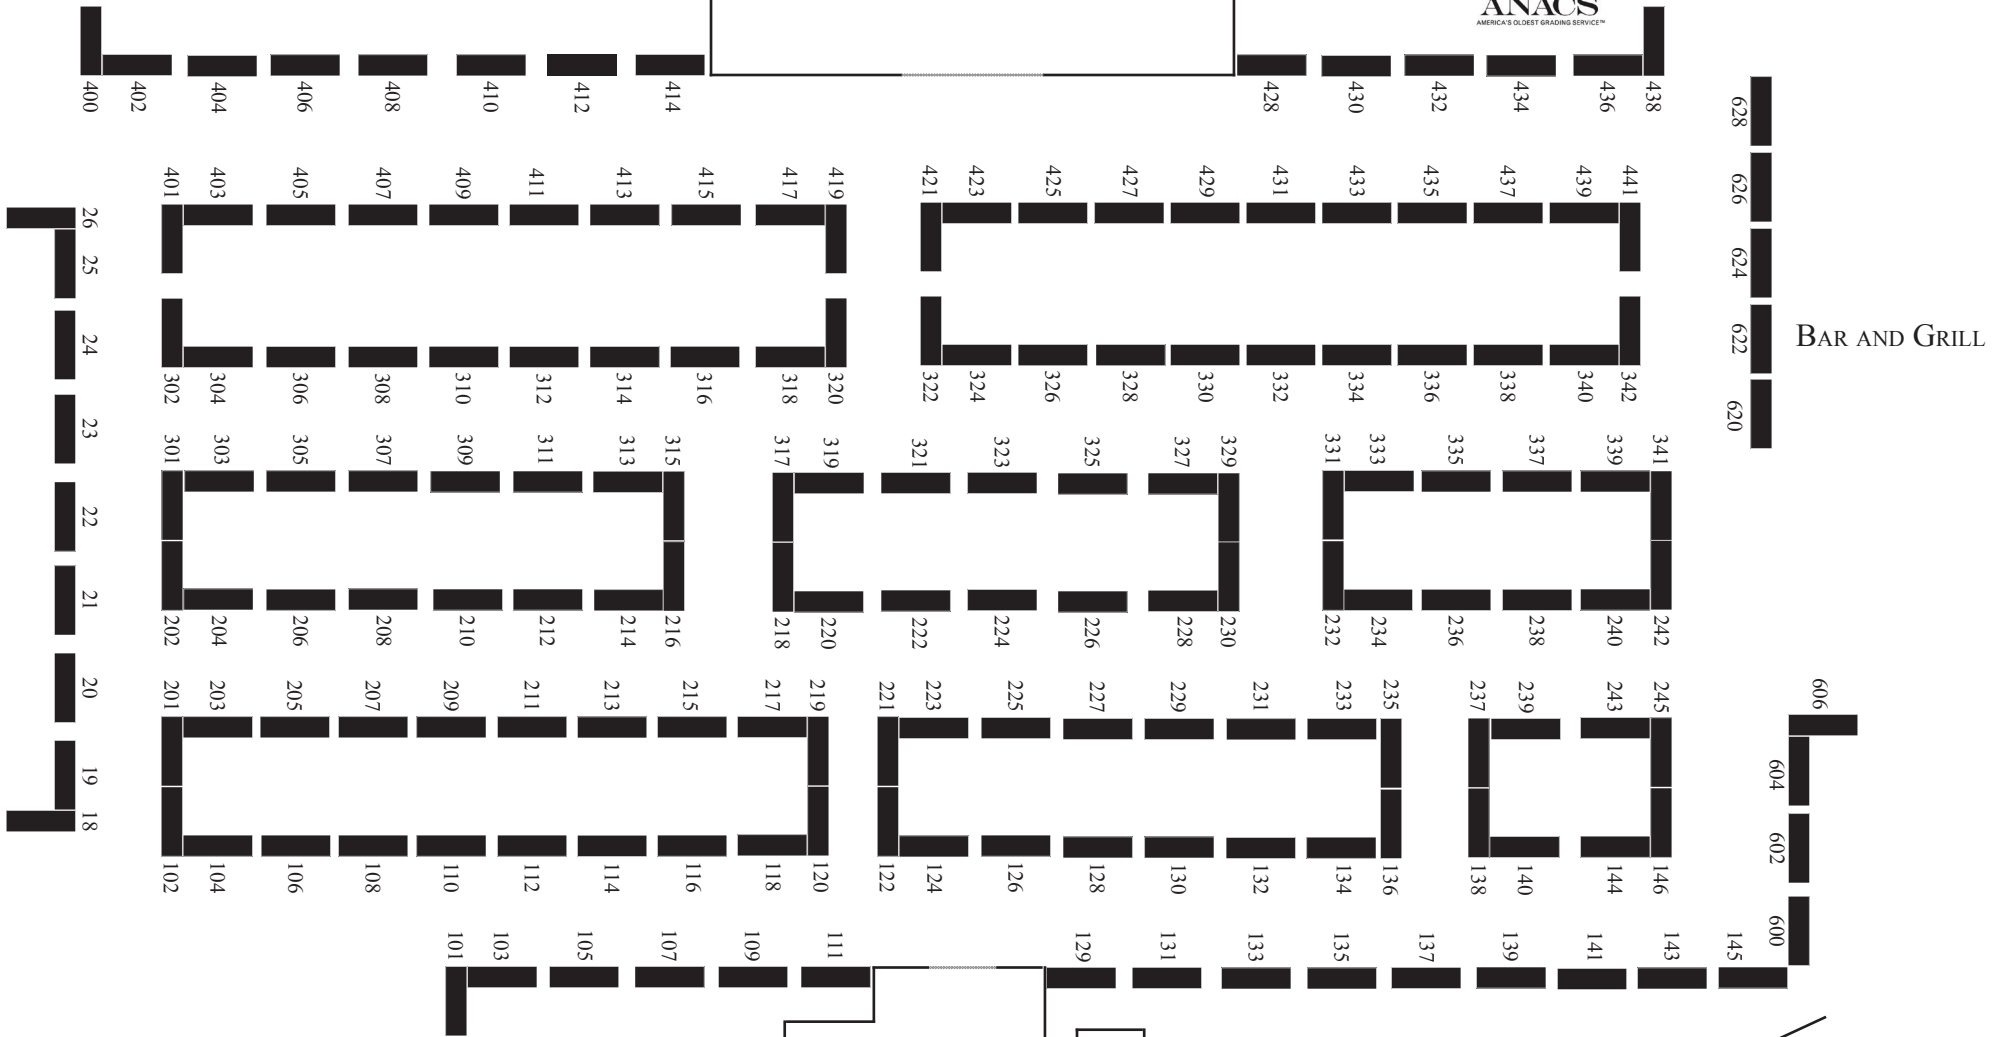 ANACS
AMERICA'S OLDEST GRADING SERVICE™
400 402 404 406 408 410 412 414 428 430 432 434 436 438
628
626
624
622
620
BAR AND GRILL
401 403 405 407 409 411 413 415 417 419 421 423 425 427 429 431 433 435 437 439 441
26
25
24
23
22
21
20
19
18
302 304 306 308 310 312 314 316 318 320 322 324 326 328 330 332 334 336 338 340 342
301 303 305 307 309 311 313 315 317 319 321 323 325 327 329 331 333 335 337 339 341
202 204 206 208 210 212 214 216 218 220 222 224 226 228 230 232 234 236 238 240 242
201 203 205 207 209 211 213 215 217 219 221 223 225 227 229 231 233 235 237 239 243 245
606
604
602
600
102 104 106 108 110 112 114 116 118 120 122 124 126 128 130 132 134 136 138 140 144 146
101 103 105 107 109 111 129 131 133 135 137 139 141 143 145